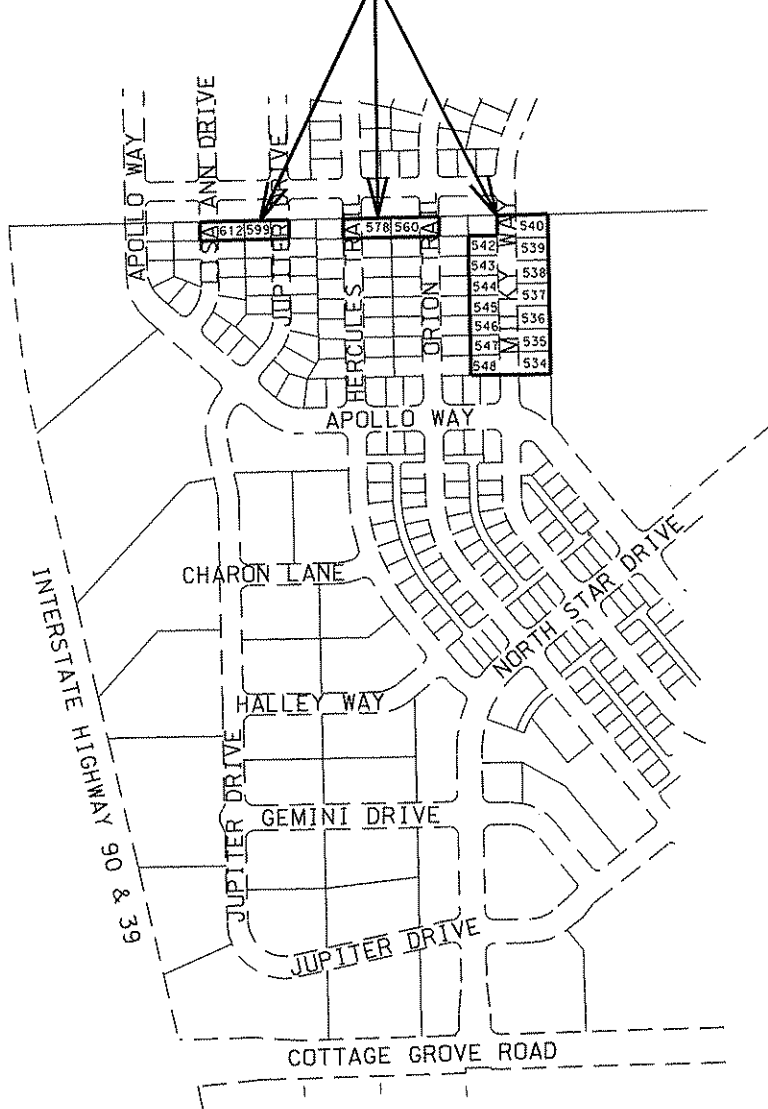 APOLLO WAY
LISA ANN DRIVE
JUPITER DRIVE
HERCULES TRAIL
ORION TRAIL
MILKY WAY
612 599
578 560
540
542 539
543
538
544
537
545
536
546
547 535
548 534
APOLLO WAY
CHARON LANE
NORTH STAR DRIVE
HALLEY WAY
INTERSTATE HIGHWAY 90 & 39
JUPITER DRIVE
GEMINI DRIVE
JUPITER DRIVE
COTTAGE GROVE ROAD